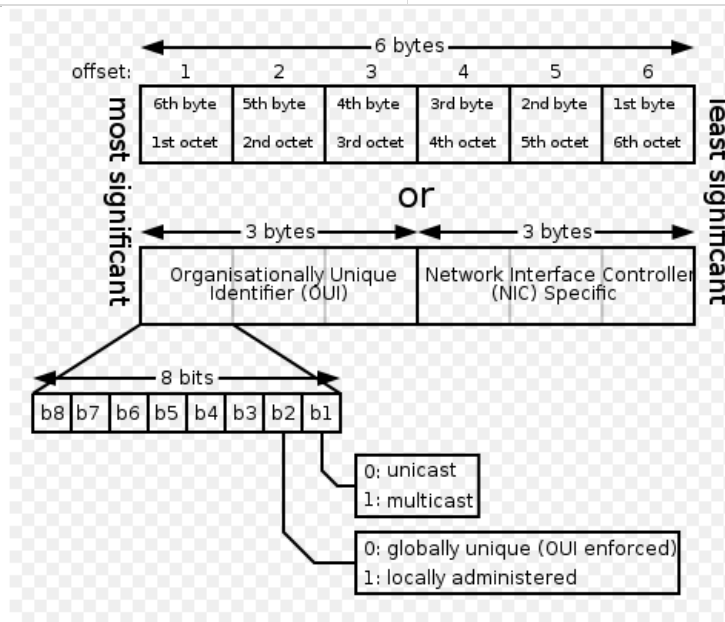 6 bytes
offset: 1 2 3 4 5 6
6th byte 5th byte 4th byte 3rd byte 2nd byte 1st byte
1st octet 2nd octet 3rd octet 4th octet 5th octet 6th octet
most significant
least significant
or
3 bytes 3 bytes
Organisationally Unique
Identifier (OUI)
Network Interface Controller
(NIC) Specific
8 bits
b8 b7 b6 b5 b4 b3 b2 b1
0: unicast
1: multicast
0: globally unique (OUI enforced)
1: locally administered